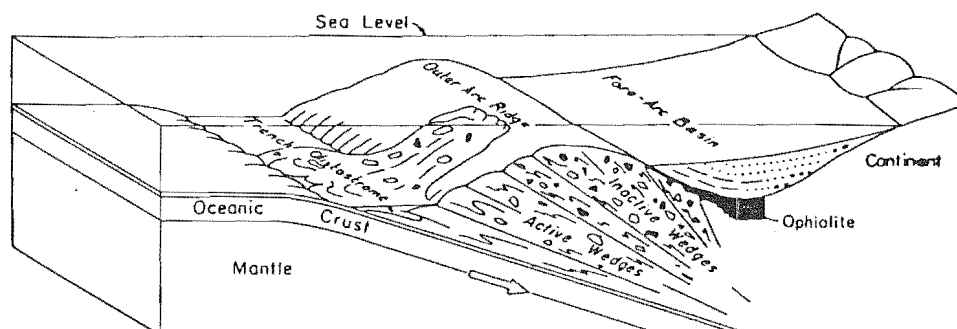 Sea Level
Outer Arc Ridge
Fore-Arc Basin
Trench
Olistostrome
Continent
Oceanic
Crust
Inactive Wedges
Active Wedges
Ophiolite
Mantle